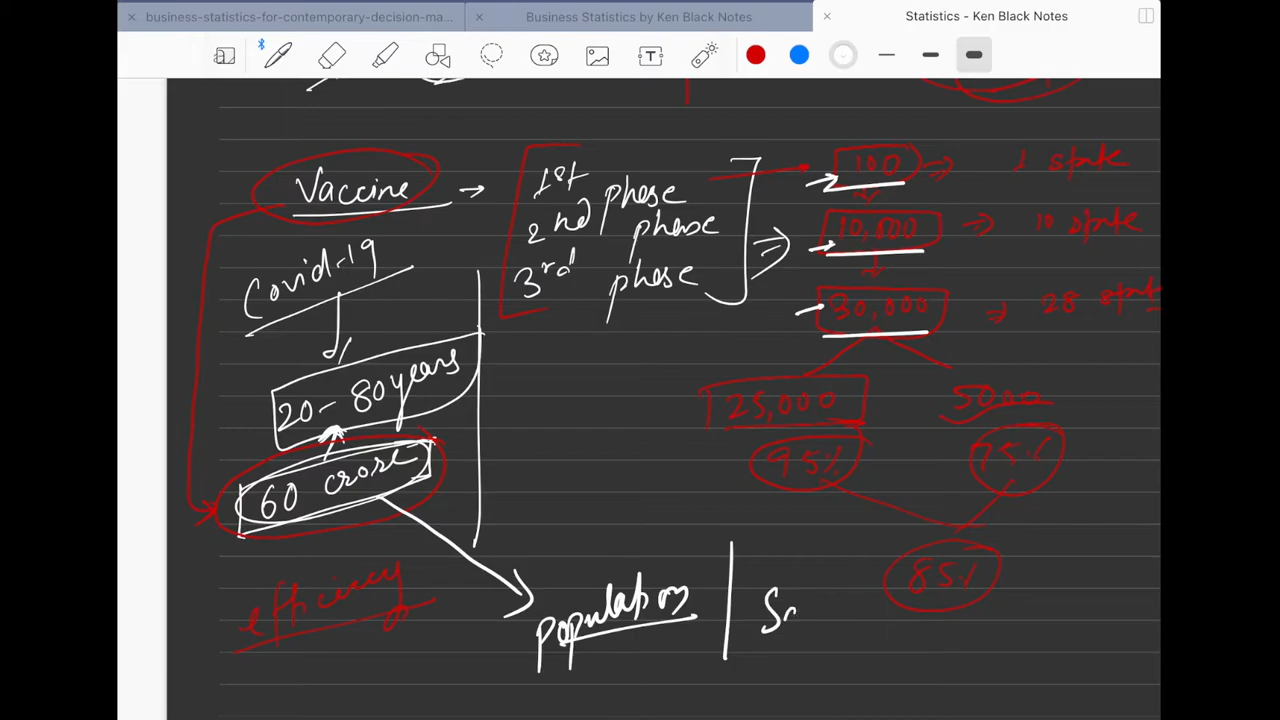 business-statistics-for-contemporary-decision-ma...
Business Statistics by Ken Black Notes
Statistics - Ken Black Notes
Vaccine
1st phase
2nd phase
3rd phase
100 1 state
10,000 10 state
30,000 28 state
Covid-19
20-80 years
60 crore
25,000 5000
95% 75%
85%
efficiency
population